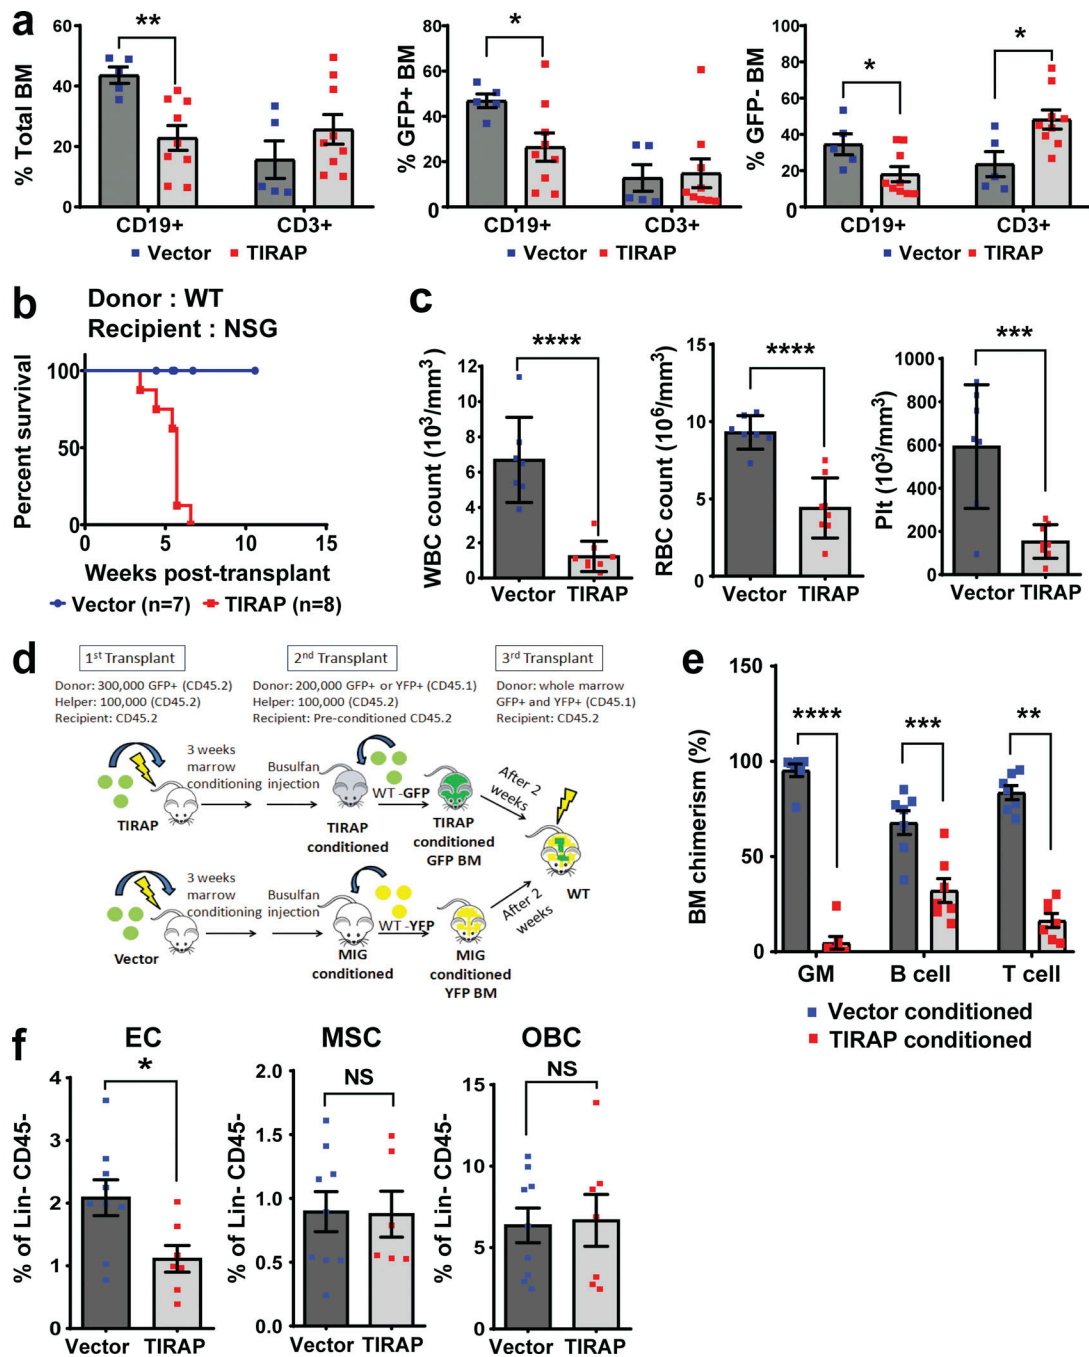 a
% Total BM
60
40
20
0
**
CD19+
CD3+
Vector
TIRAP
% GFP+ BM
80
60
40
20
0
*
CD19+
CD3+
Vector
TIRAP
% GFP- BM
100
80
60
40
20
0
*
*
CD19+
CD3+
Vector
TIRAP
b
Donor : WT
Recipient : NSG
Percent survival
100
50
0
0
5
10
15
Weeks post-transplant
Vector (n=7)
TIRAP (n=8)
c
WBC count (10³/mm³)
12
10
8
6
4
2
0
****
Vector
TIRAP
RBC count (10⁶/mm³)
15
10
5
0
****
Vector
TIRAP
Plt (10³/mm³)
1000
800
600
400
200
0
***
Vector
TIRAP
d
1st Transplant
Donor: 300,000 GFP+ (CD45.2)
Helper: 100,000 (CD45.2)
Recipient: CD45.2
2nd Transplant
Donor: 200,000 GFP+ or YFP+ (CD45.1)
Helper: 100,000 (CD45.2)
Recipient: Pre-conditioned CD45.2
3rd Transplant
Donor: whole marrow
GFP+ and YFP+ (CD45.1)
Recipient: CD45.2
TIRAP
3 weeks
marrow
conditioning
Busulfan
injection
TIRAP
conditioned
WT -GFP
TIRAP
conditioned
GFP BM
After 2
weeks
WT
Vector
3 weeks
marrow
conditioning
Busulfan
injection
MIG
conditioned
WT -YFP
MIG
conditioned
YFP BM
After 2
weeks
e
BM chimerism (%)
150
100
50
0
****
***
**
GM
B cell
T cell
Vector conditioned
TIRAP conditioned
f
EC
% of Lin- CD45-
4
3
2
1
0
*
Vector
TIRAP
MSC
% of Lin- CD45-
2.0
1.5
1.0
0.5
0.0
NS
Vector
TIRAP
OBC
% of Lin- CD45-
15
10
5
0
NS
Vector
TIRAP